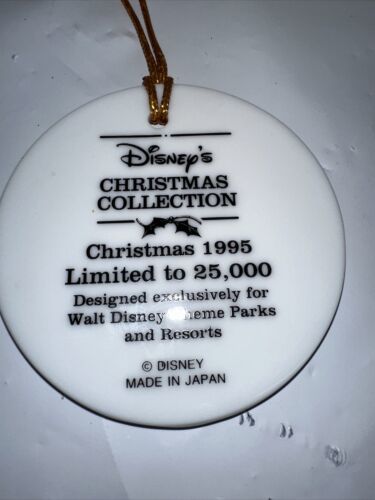 Disney's
CHRISTMAS
COLLECTION
Christmas 1995
Limited to 25,000
Designed exclusively for
Walt Disney Theme Parks
and Resorts
© DISNEY
MADE IN JAPAN